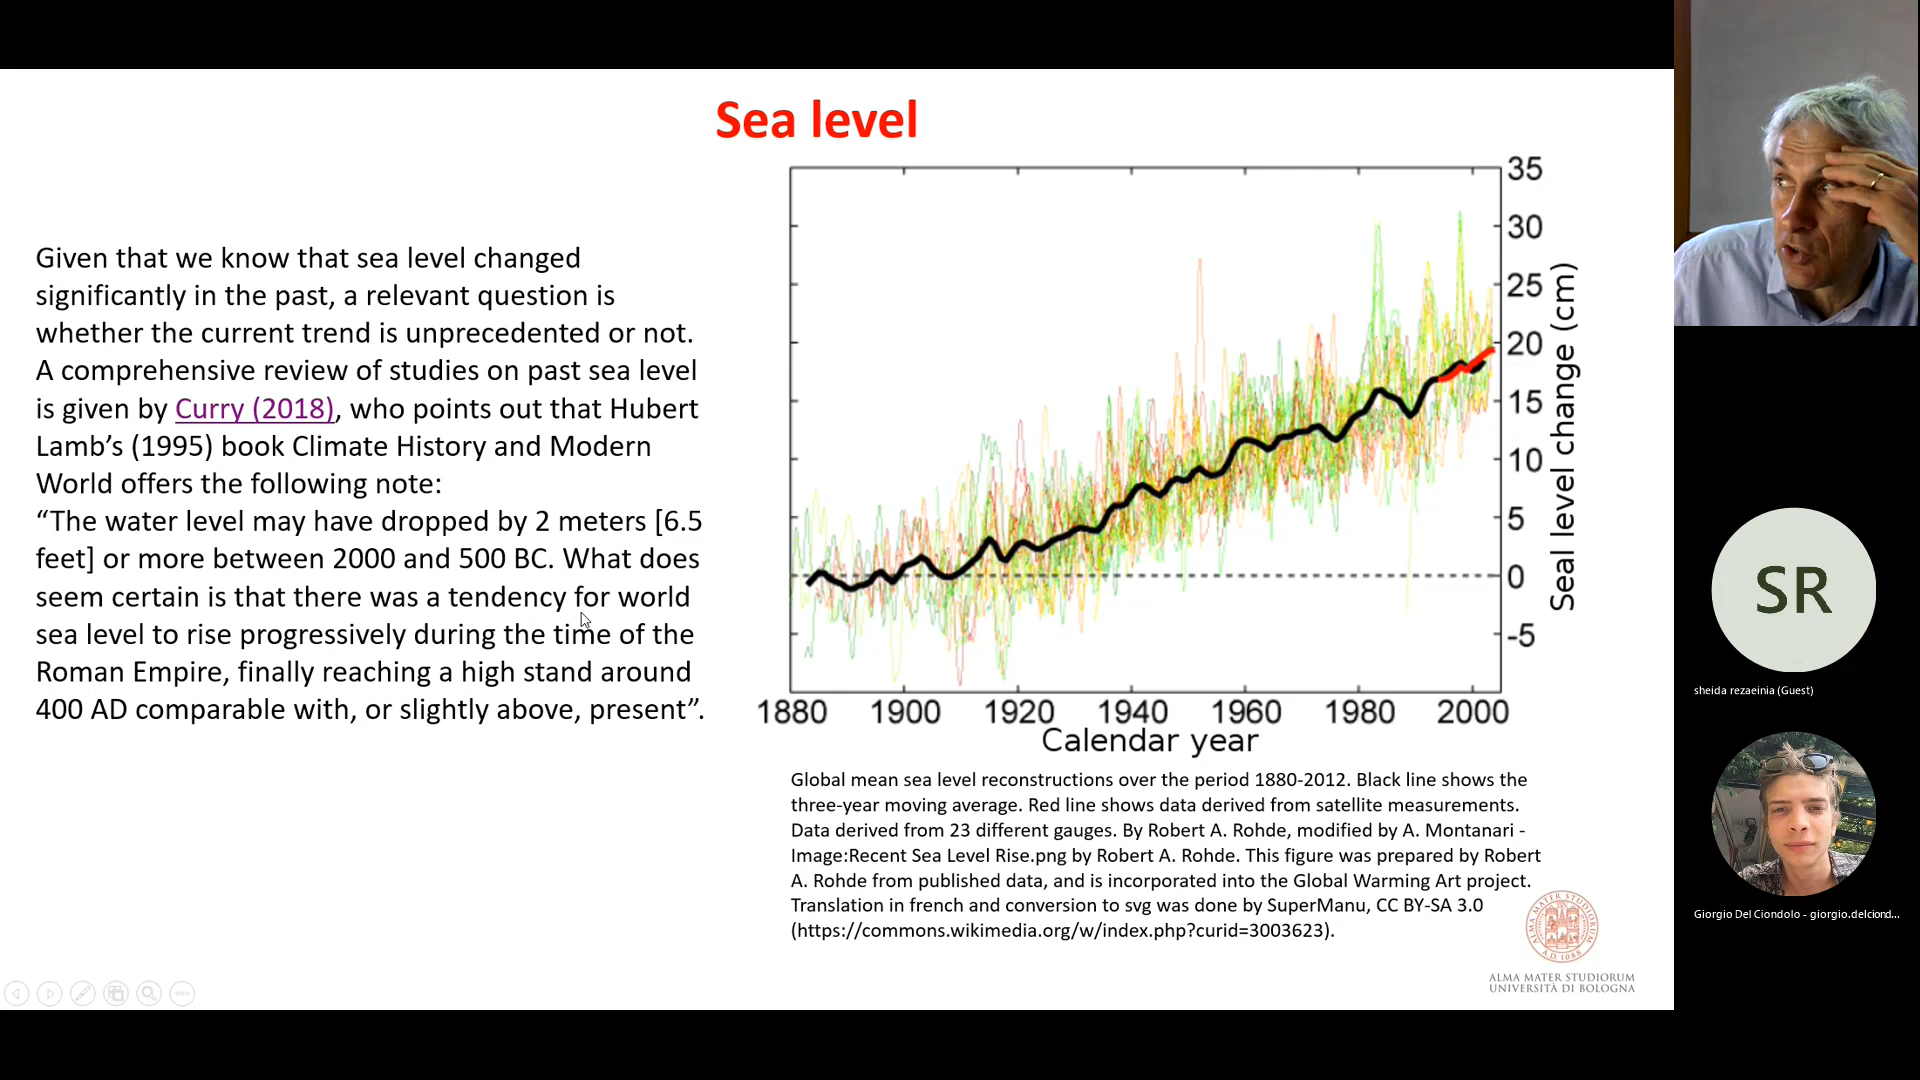 Sea level
Given that we know that sea level changed
significantly in the past, a relevant question is
whether the current trend is unprecedented or not.
A comprehensive review of studies on past sea level
is given by Curry (2018), who points out that Hubert
Lamb’s (1995) book Climate History and Modern
World offers the following note:
“The water level may have dropped by 2 meters [6.5
feet] or more between 2000 and 500 BC. What does
seem certain is that there was a tendency for world
sea level to rise progressively during the time of the
Roman Empire, finally reaching a high stand around
400 AD comparable with, or slightly above, present”.
35
30
25
20
15
10
5
0
-5
Seal level change (cm)
1880 1900 1920 1940 1960 1980 2000
Calendar year
Global mean sea level reconstructions over the period 1880-2012. Black line shows the
three-year moving average. Red line shows data derived from satellite measurements.
Data derived from 23 different gauges. By Robert A. Rohde, modified by A. Montanari -
Image:Recent Sea Level Rise.png by Robert A. Rohde. This figure was prepared by Robert
A. Rohde from published data, and is incorporated into the Global Warming Art project.
Translation in french and conversion to svg was done by SuperManu, CC BY-SA 3.0
(https://commons.wikimedia.org/w/index.php?curid=3003623).
ALMA MATER STUDIORUM
A.D. 1088
ALMA MATER STUDIORUM
UNIVERSITÀ DI BOLOGNA
SR
sheida rezaeinia (Guest)
Giorgio Del Ciondolo - giorgio.delciond...